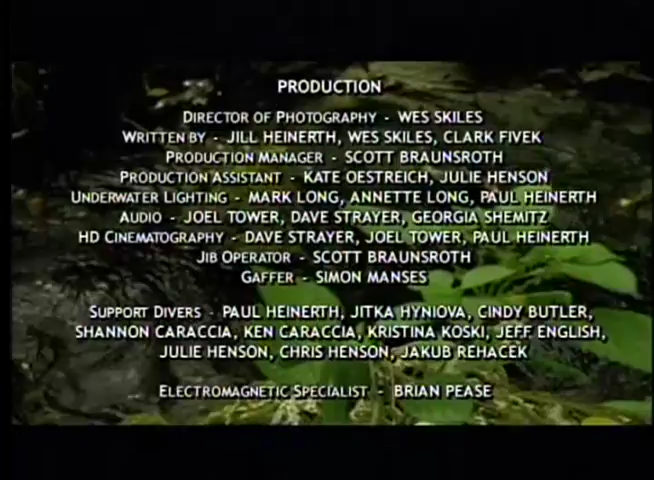 PRODUCTION
DIRECTOR OF PHOTOGRAPHY - WES SKILES
WRITTEN BY - JILL HEINERTH, WES SKILES, CLARK FIVEK
PRODUCTION MANAGER - SCOTT BRAUNSROTH
PRODUCTION ASSISTANT - KATE OESTREICH, JULIE HENSON
UNDERWATER LIGHTING - MARK LONG, ANNETTE LONG, PAUL HEINERTH
AUDIO - JOEL TOWER, DAVE STRAYER, GEORGIA SHEMITZ
HD CINEMATOGRAPHY - DAVE STRAYER, JOEL TOWER, PAUL HEINERTH
JIB OPERATOR - SCOTT BRAUNSROTH
GAFFER - SIMON MANSES
SUPPORT DIVERS - PAUL HEINERTH, JITKA HYNIOVA, CINDY BUTLER,
SHANNON CARACCIA, KEN CARACCIA, KRISTINA KOSKI, JEFF ENGLISH,
JULIE HENSON, CHRIS HENSON, JAKUB REHACEK
ELECTROMAGNETIC SPECIALIST - BRIAN PEASE